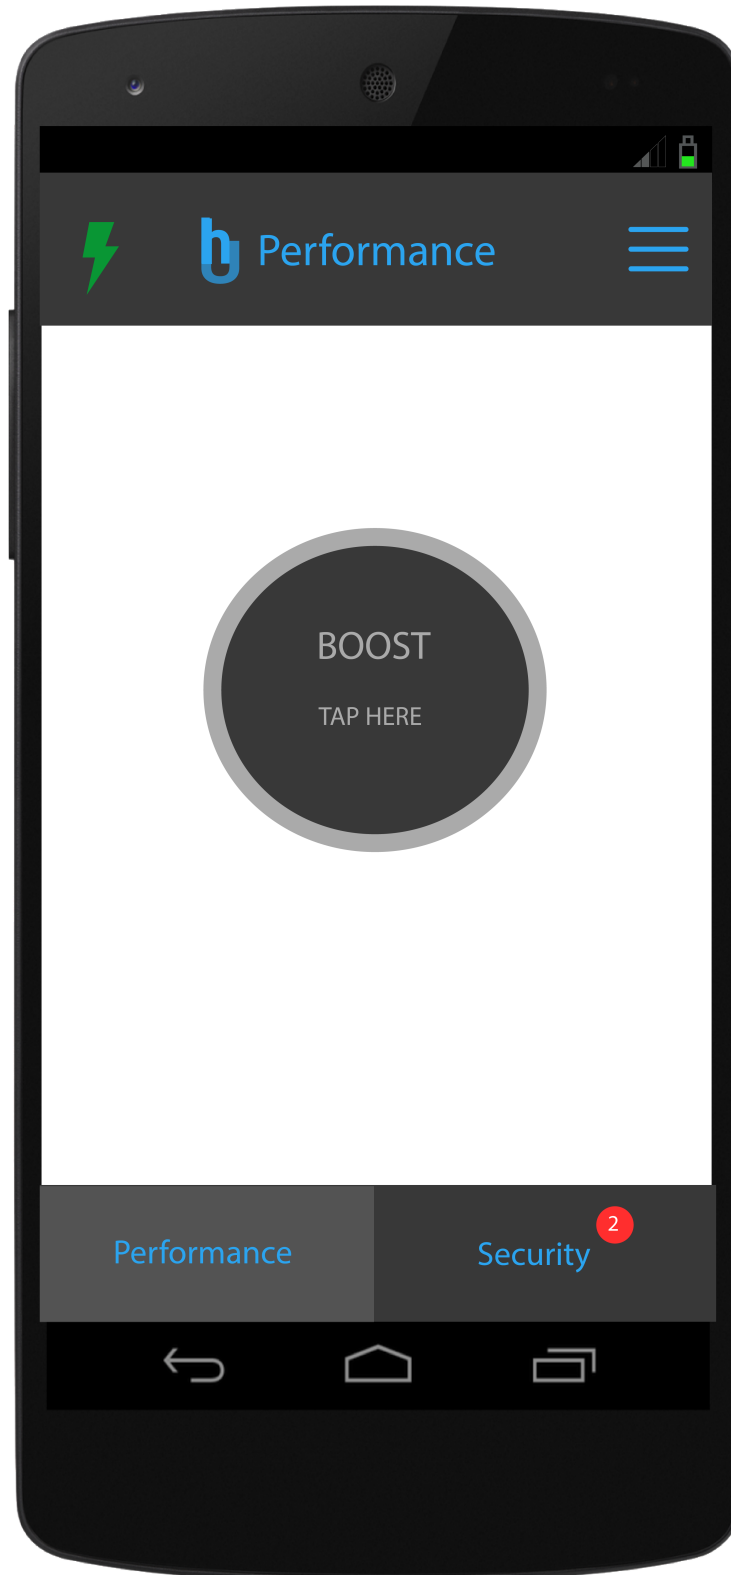 Performance
BOOST
TAP HERE
Performance
Security
2